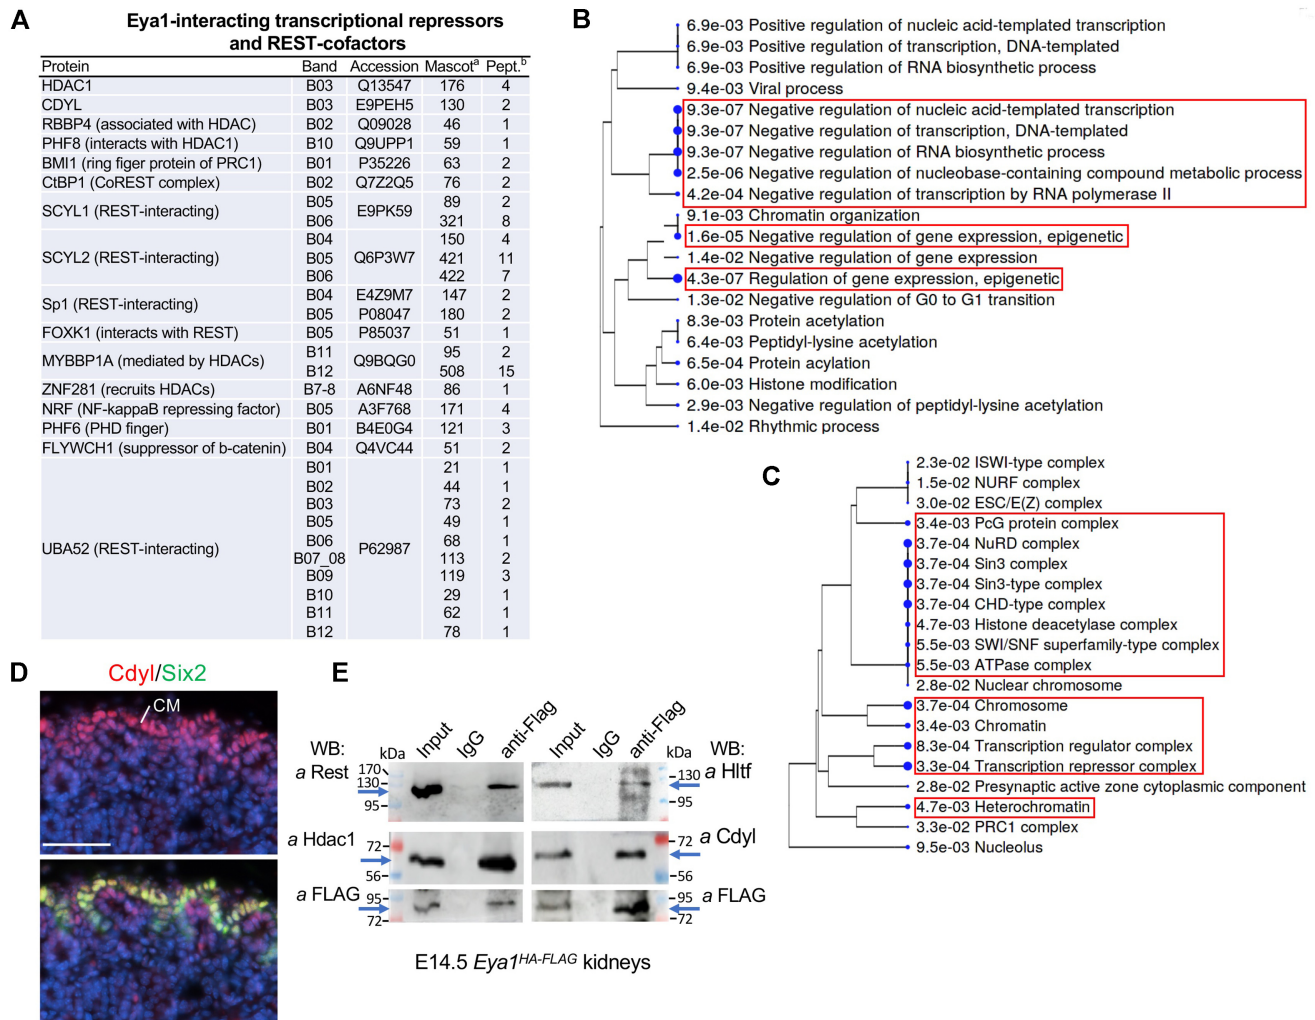 A
Eya1-interacting transcriptional repressors
and REST-cofactors
Protein Band Accession Mascotᵃ Pept.ᵇ
HDAC1 B03 Q13547 176 4
CDYL B03 E9PEH5 130 2
RBBP4 (associated with HDAC) B02 Q09028 46 1
PHF8 (interacts with HDAC1) B10 Q9UPP1 59 1
BMI1 (ring figer protein of PRC1) B01 P35226 63 2
CtBP1 (CoREST complex) B02 Q7Z2Q5 76 2
SCYL1 (REST-interacting) B05 E9PK59 89 2
B06 321 8
SCYL2 (REST-interacting) B04 Q6P3W7 150 4
B05 421 11
B06 422 7
Sp1 (REST-interacting) B04 E4Z9M7 147 2
B05 P08047 180 2
FOXK1 (interacts with REST) B05 P85037 51 1
MYBBP1A (mediated by HDACs) B11 Q9BQG0 95 2
B12 508 15
ZNF281 (recruits HDACs) B7-8 A6NF48 86 1
NRF (NF-kappaB repressing factor) B05 A3F768 171 4
PHF6 (PHD finger) B01 B4E0G4 121 3
FLYWCH1 (suppressor of b-catenin) B04 Q4VC44 51 2
UBA52 (REST-interacting) B01 P62987 21 1
B02 44 1
B03 73 2
B05 49 1
B06 68 1
B07_08 113 2
B09 119 3
B10 29 1
B11 62 1
B12 78 1
B
6.9e-03 Positive regulation of nucleic acid-templated transcription
6.9e-03 Positive regulation of transcription, DNA-templated
6.9e-03 Positive regulation of RNA biosynthetic process
9.4e-03 Viral process
9.3e-07 Negative regulation of nucleic acid-templated transcription
9.3e-07 Negative regulation of transcription, DNA-templated
9.3e-07 Negative regulation of RNA biosynthetic process
2.5e-06 Negative regulation of nucleobase-containing compound metabolic process
4.2e-04 Negative regulation of transcription by RNA polymerase II
9.1e-03 Chromatin organization
1.6e-05 Negative regulation of gene expression, epigenetic
1.4e-02 Negative regulation of gene expression
4.3e-07 Regulation of gene expression, epigenetic
1.3e-02 Negative regulation of G0 to G1 transition
8.3e-03 Protein acetylation
6.4e-03 Peptidyl-lysine acetylation
6.5e-04 Protein acylation
6.0e-03 Histone modification
2.9e-03 Negative regulation of peptidyl-lysine acetylation
1.4e-02 Rhythmic process
C
2.3e-02 ISWI-type complex
1.5e-02 NURF complex
3.0e-02 ESC/E(Z) complex
3.4e-03 PcG protein complex
3.7e-04 NuRD complex
3.7e-04 Sin3 complex
3.7e-04 Sin3-type complex
3.7e-04 CHD-type complex
4.7e-03 Histone deacetylase complex
5.5e-03 SWI/SNF superfamily-type complex
5.5e-03 ATPase complex
2.8e-02 Nuclear chromosome
3.7e-04 Chromosome
3.4e-03 Chromatin
8.3e-04 Transcription regulator complex
3.3e-04 Transcription repressor complex
2.8e-02 Presynaptic active zone cytoplasmic component
4.7e-03 Heterochromatin
3.3e-02 PRC1 complex
9.5e-03 Nucleolus
D
Cdyl/Six2
CM
E
Input IgG anti-Flag Input IgG anti-Flag
WB: kDa kDa WB:
a Rest 170 130 95
130 95 a Hltf
a Hdac1 72 56
72 56 a Cdyl
a FLAG 95 72
95 72 a FLAG
E14.5 Eya1ᴴᴬ⁻ᶠᴸᴬᴳ kidneys